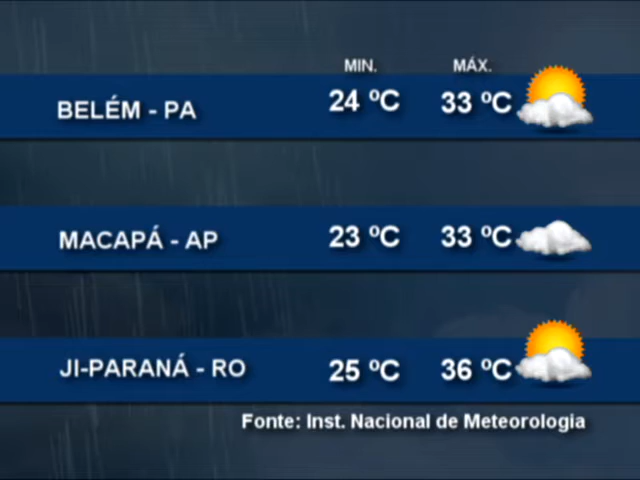 MIN. MÁX.
BELÉM - PA 24 ºC 33 ºC
MACAPÁ - AP 23 ºC 33 ºC
JI-PARANÁ - RO 25 ºC 36 ºC
Fonte: Inst. Nacional de Meteorologia